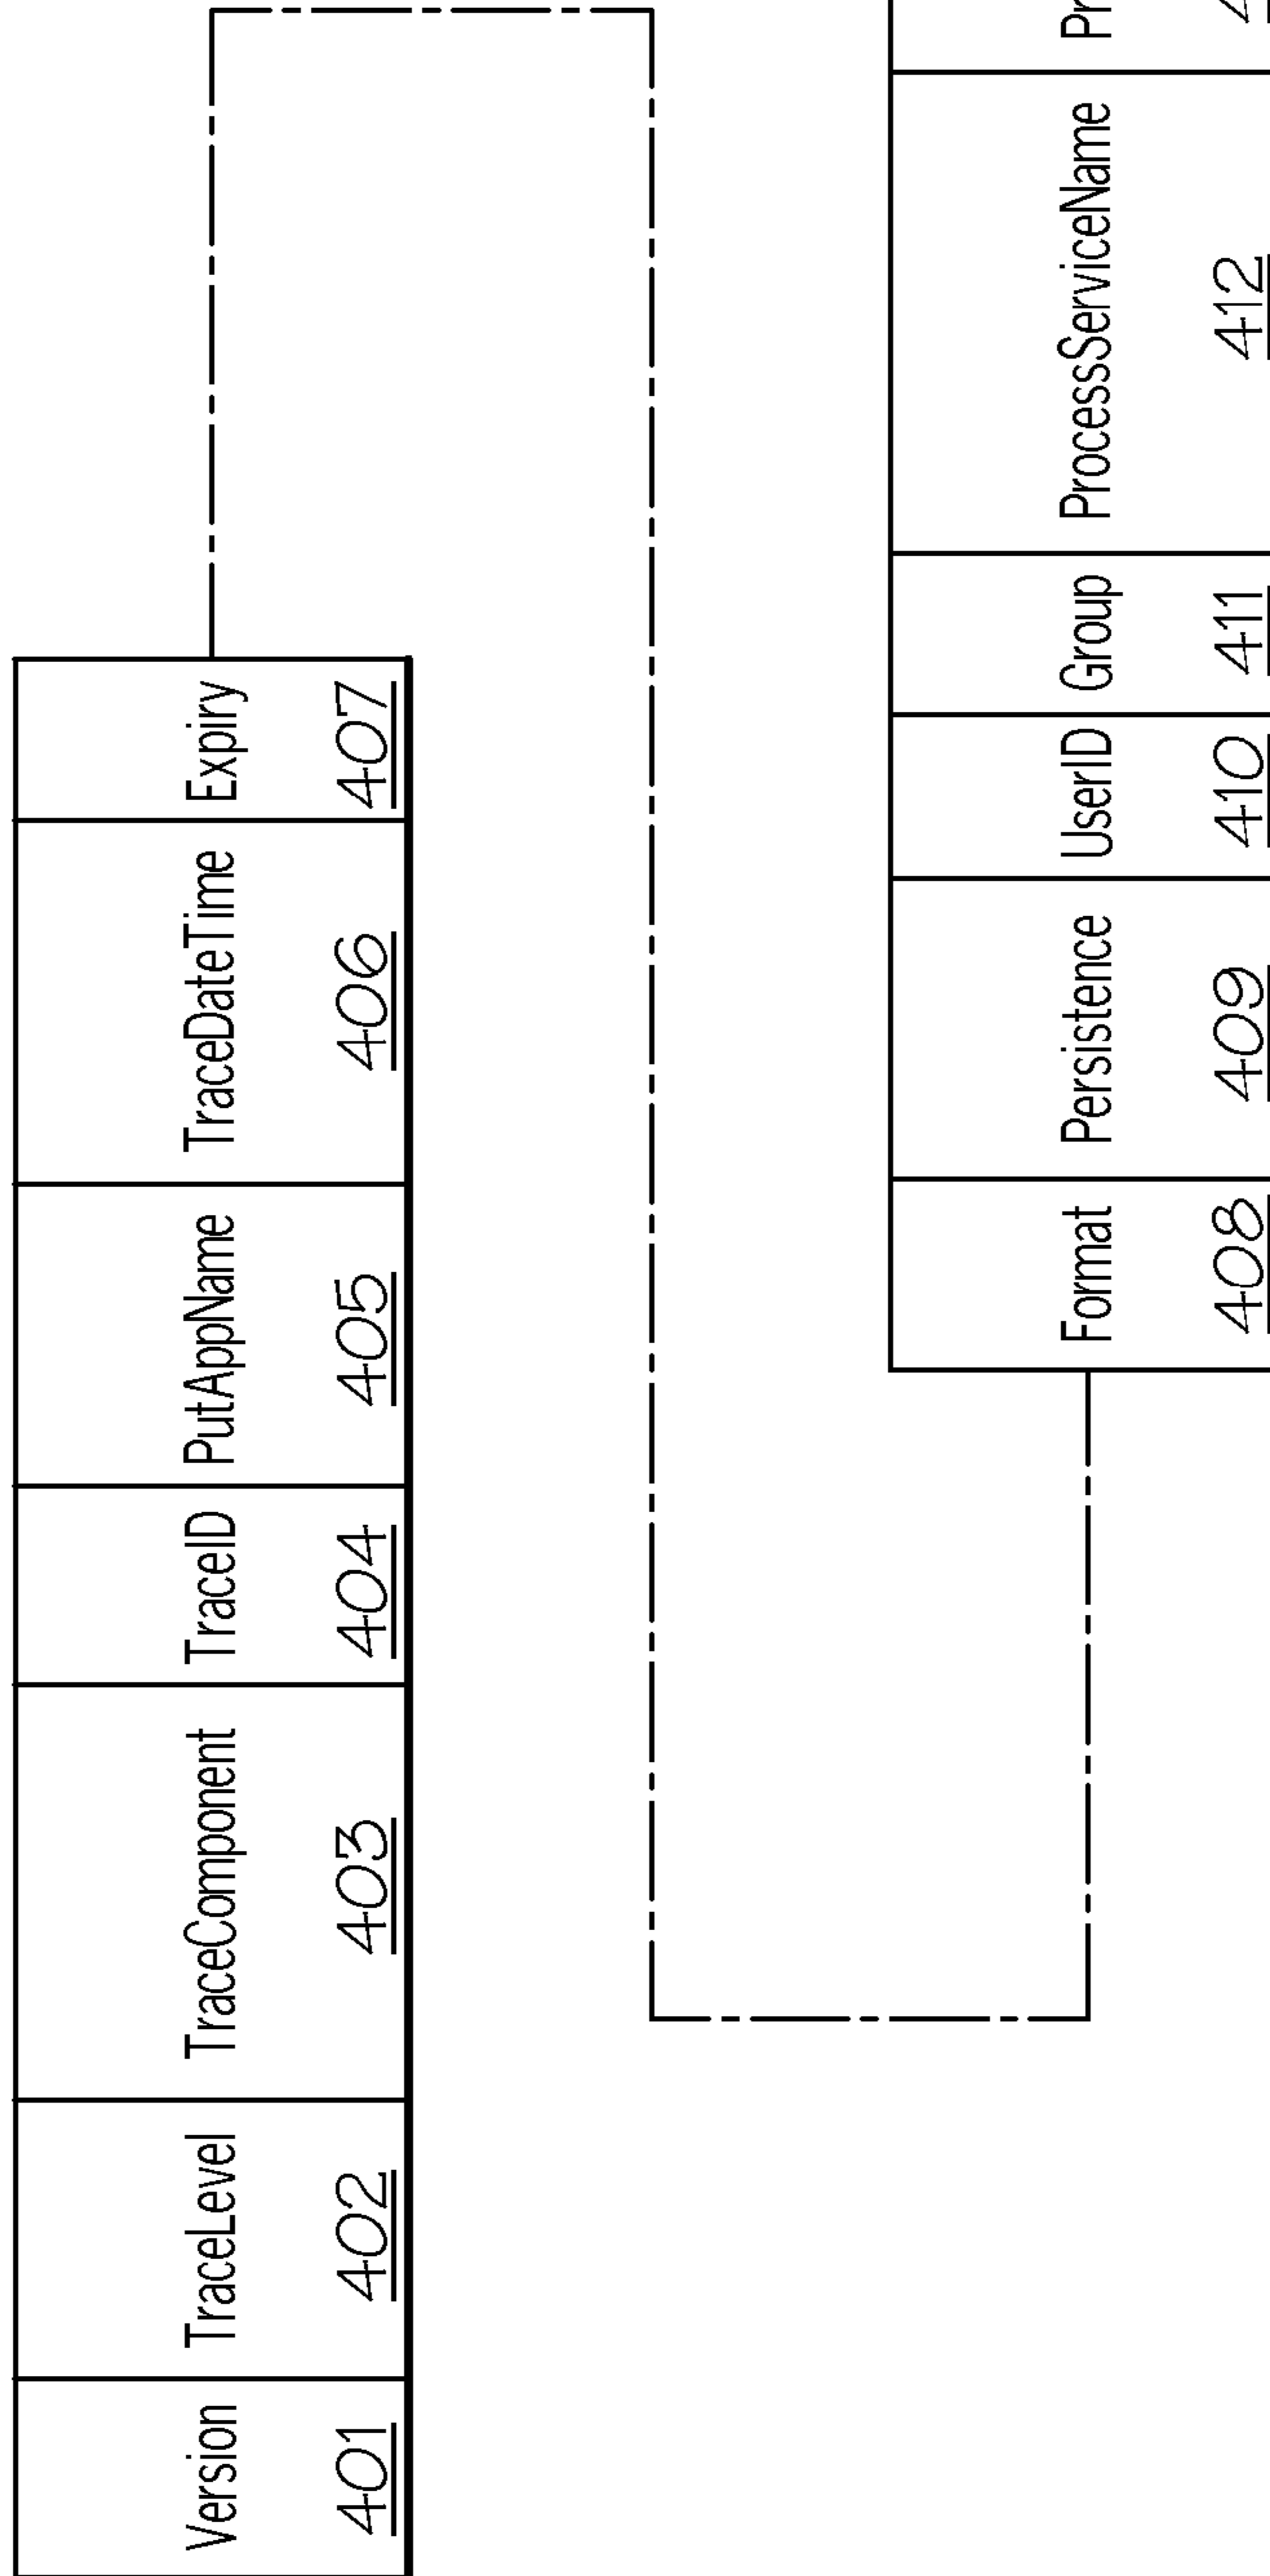 Version TraceLevel TraceComponent TraceID PutAppName TraceDateTime Expiry
401 402 403 404 405 406 407
Format Persistence UserID Group ProcessServiceName
408 409 410 411 412